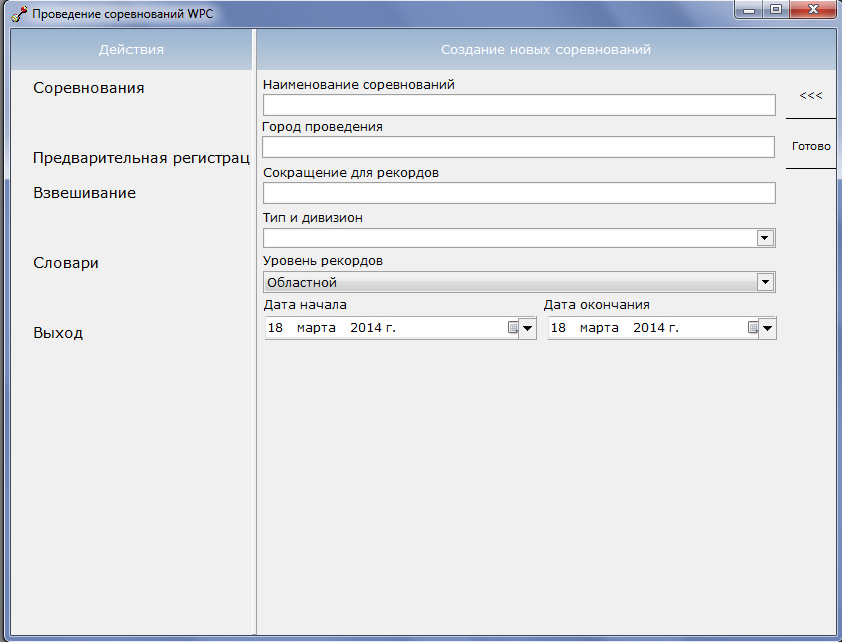 Проведение соревнований WPC
Действия
Создание новых соревнований
Соревнования
Предварительная регистрац
Взвешивание
Словари
Выход
Наименование соревнований
<<<
Город проведения
Готово
Сокращение для рекордов
Тип и дивизион
Уровень рекордов
Областной
Дата начала
Дата окончания
18 марта 2014 г.
18 марта 2014 г.